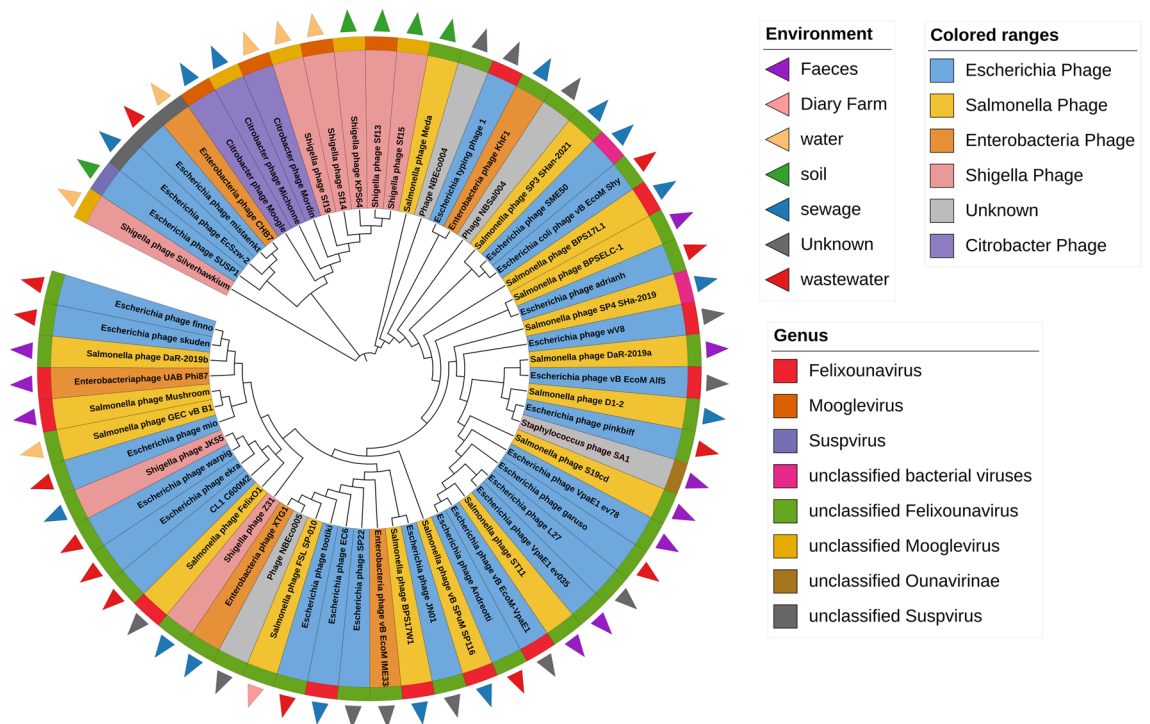 Shigella phage Silverhawkium
Escherichia phage SUSP1
Escherichia phage EcSzw-2
Escherichia phage mistaenkt
Enterobacteria phage CHB7
Citrobacter phage Moogle
Citrobacter phage Michonne
Citrobacter phage Mordin
Shigella phage Sf19
Shigella phage Sf14
Shigella phage KPS64
Shigella phage Sf13
Shigella phage Sf15
Salmonella phage Meda
Phage NBEco004
Escherichia typing phage 1
Enterobacteria phage KhF1
Phage NBSal004
Salmonella phage SP3 SHan-2021
Escherichia phage SME50
Escherichia coli phage vB EcoM Shy
Salmonella phage BPS17L1
Salmonella phage BPSELC-1
Escherichia phage adrianh
Salmonella phage SP4 SHa-2019
Escherichia phage wV8
Salmonella phage DaR-2019a
Escherichia phage vB EcoM Alf5
Salmonella phage D1-2
Escherichia phage pinkbiff
Staphylococcus phage SA1
Salmonella phage S19cd
Escherichia phage VpaE1 ev78
Escherichia phage garuso
Escherichia phage L27
Escherichia phage VpaE1 ev035
Salmonella phage ST11
Escherichia phage vB EcoM-VpaE1
Escherichia phage Andreotti
Salmonella phage vB SPuM SP116
Escherichia phage JN01
Salmonella phage BPS17W1
Enterobacteria phage vB EcoM IME33
Escherichia phage SP22
Escherichia phage EC6
Escherichia phage tootiki
Salmonella phage FSL SP-010
Phage NBEco005
Enterobacteria phage XTG1
Shigella phage Z31
Salmonella phage FelixO1
CL1 C600M2
Escherichia phage ekra
Escherichia phage warpig
Shigella phage JK55
Escherichia phage mio
Salmonella phage GEC vB B1
Salmonella phage Mushroom
Enterobacteriaphage UAB Phi87
Salmonella phage DaR-2019b
Escherichia phage skuden
Escherichia phage finno
Environment
Faeces
Diary Farm
water
soil
sewage
Unknown
wastewater
Colored ranges
Escherichia Phage
Salmonella Phage
Enterobacteria Phage
Shigella Phage
Unknown
Citrobacter Phage
Genus
Felixounavirus
Mooglevirus
Suspvirus
unclassified bacterial viruses
unclassified Felixounavirus
unclassified Mooglevirus
unclassified Ounavirinae
unclassified Suspvirus